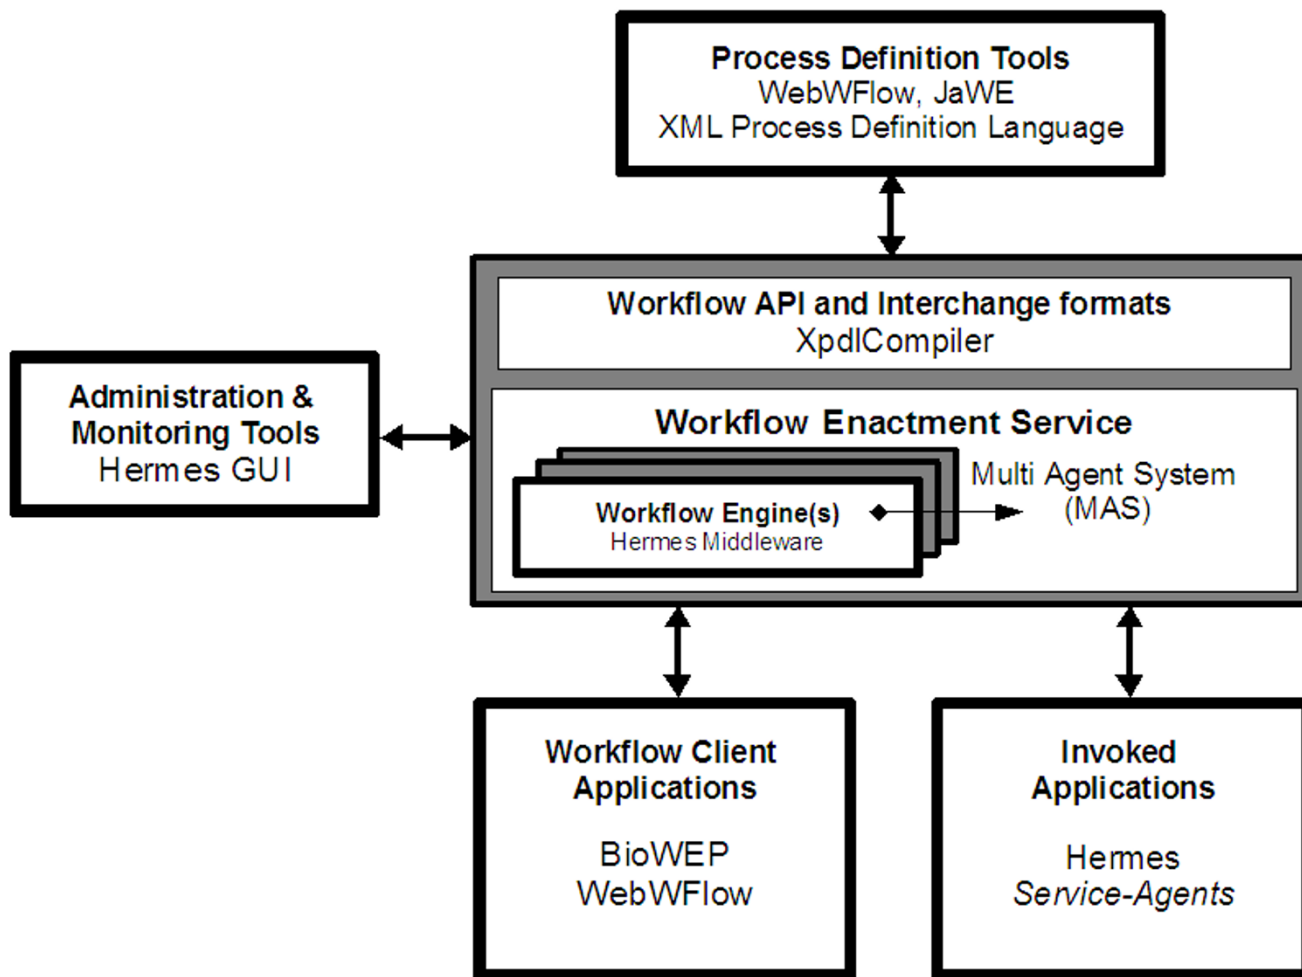 Process Definition Tools
WebWFlow, JaWE
XML Process Definition Language
Workflow API and Interchange formats
XpdlCompiler
Administration &
Monitoring Tools
Hermes GUI
Workflow Enactment Service
Multi Agent System
(MAS)
Workflow Engine(s)
Hermes Middleware
Workflow Client
Applications
BioWEP
WebWFlow
Invoked
Applications
Hermes
Service-Agents